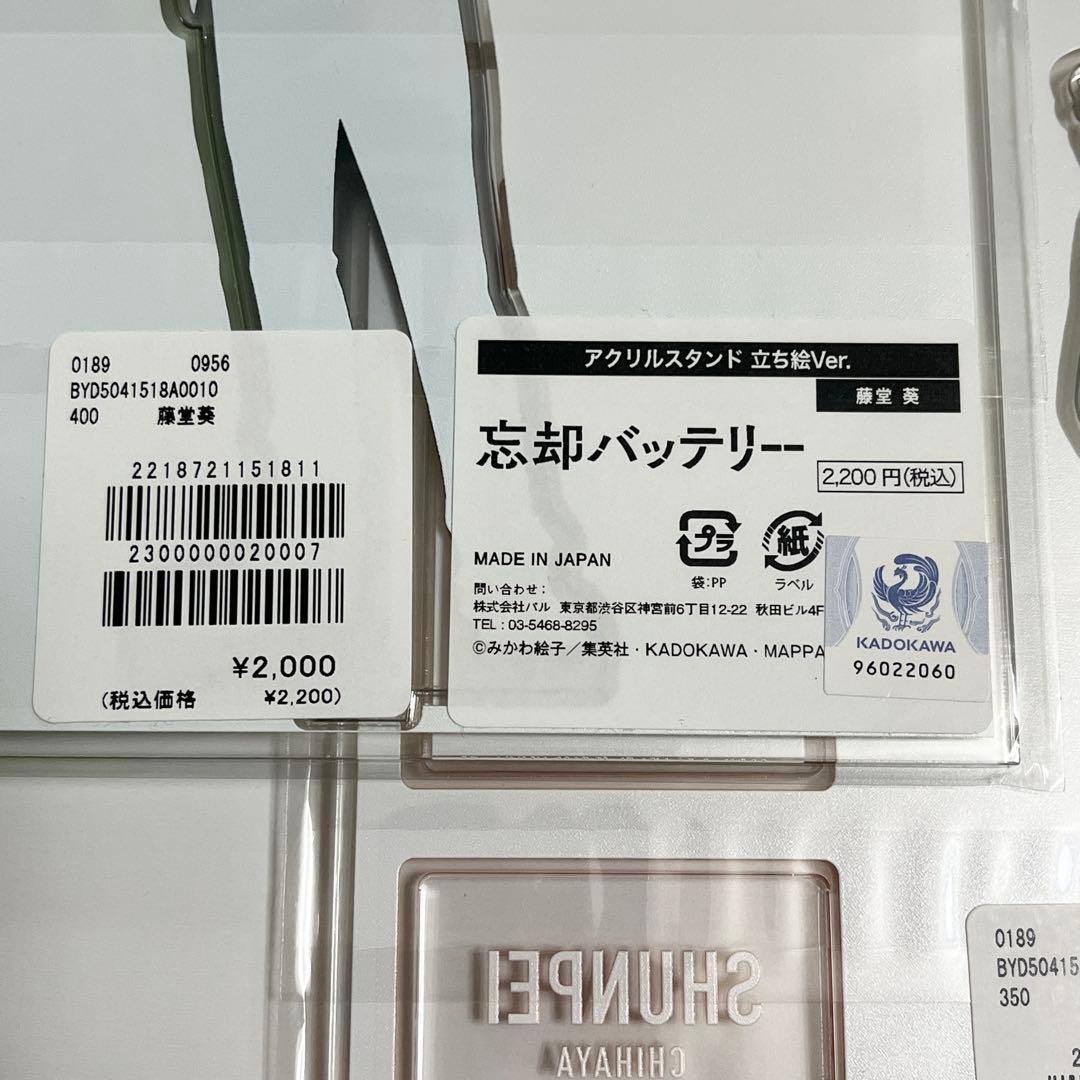 0189 0956
BYD5041518A0010
400 藤堂葵
2218721151811
2300000020007
¥2,000
(税込価格 ¥2,200)
アクリルスタンド 立ち絵Ver.
藤堂 葵
忘却バッテリー
2,200円(税込)
プラ
紙
袋:PP
ラベル
MADE IN JAPAN
問い合わせ:
株式会社バル 東京都渋谷区神宮前6丁目12-22 秋田ビル4F
TEL:03-5468-8295
©みかわ絵子/集英社・KADOKAWA・MAPPA
KADOKAWA
96022060
SHUNPEI
CHIHAYA
0189
BYD50415
350